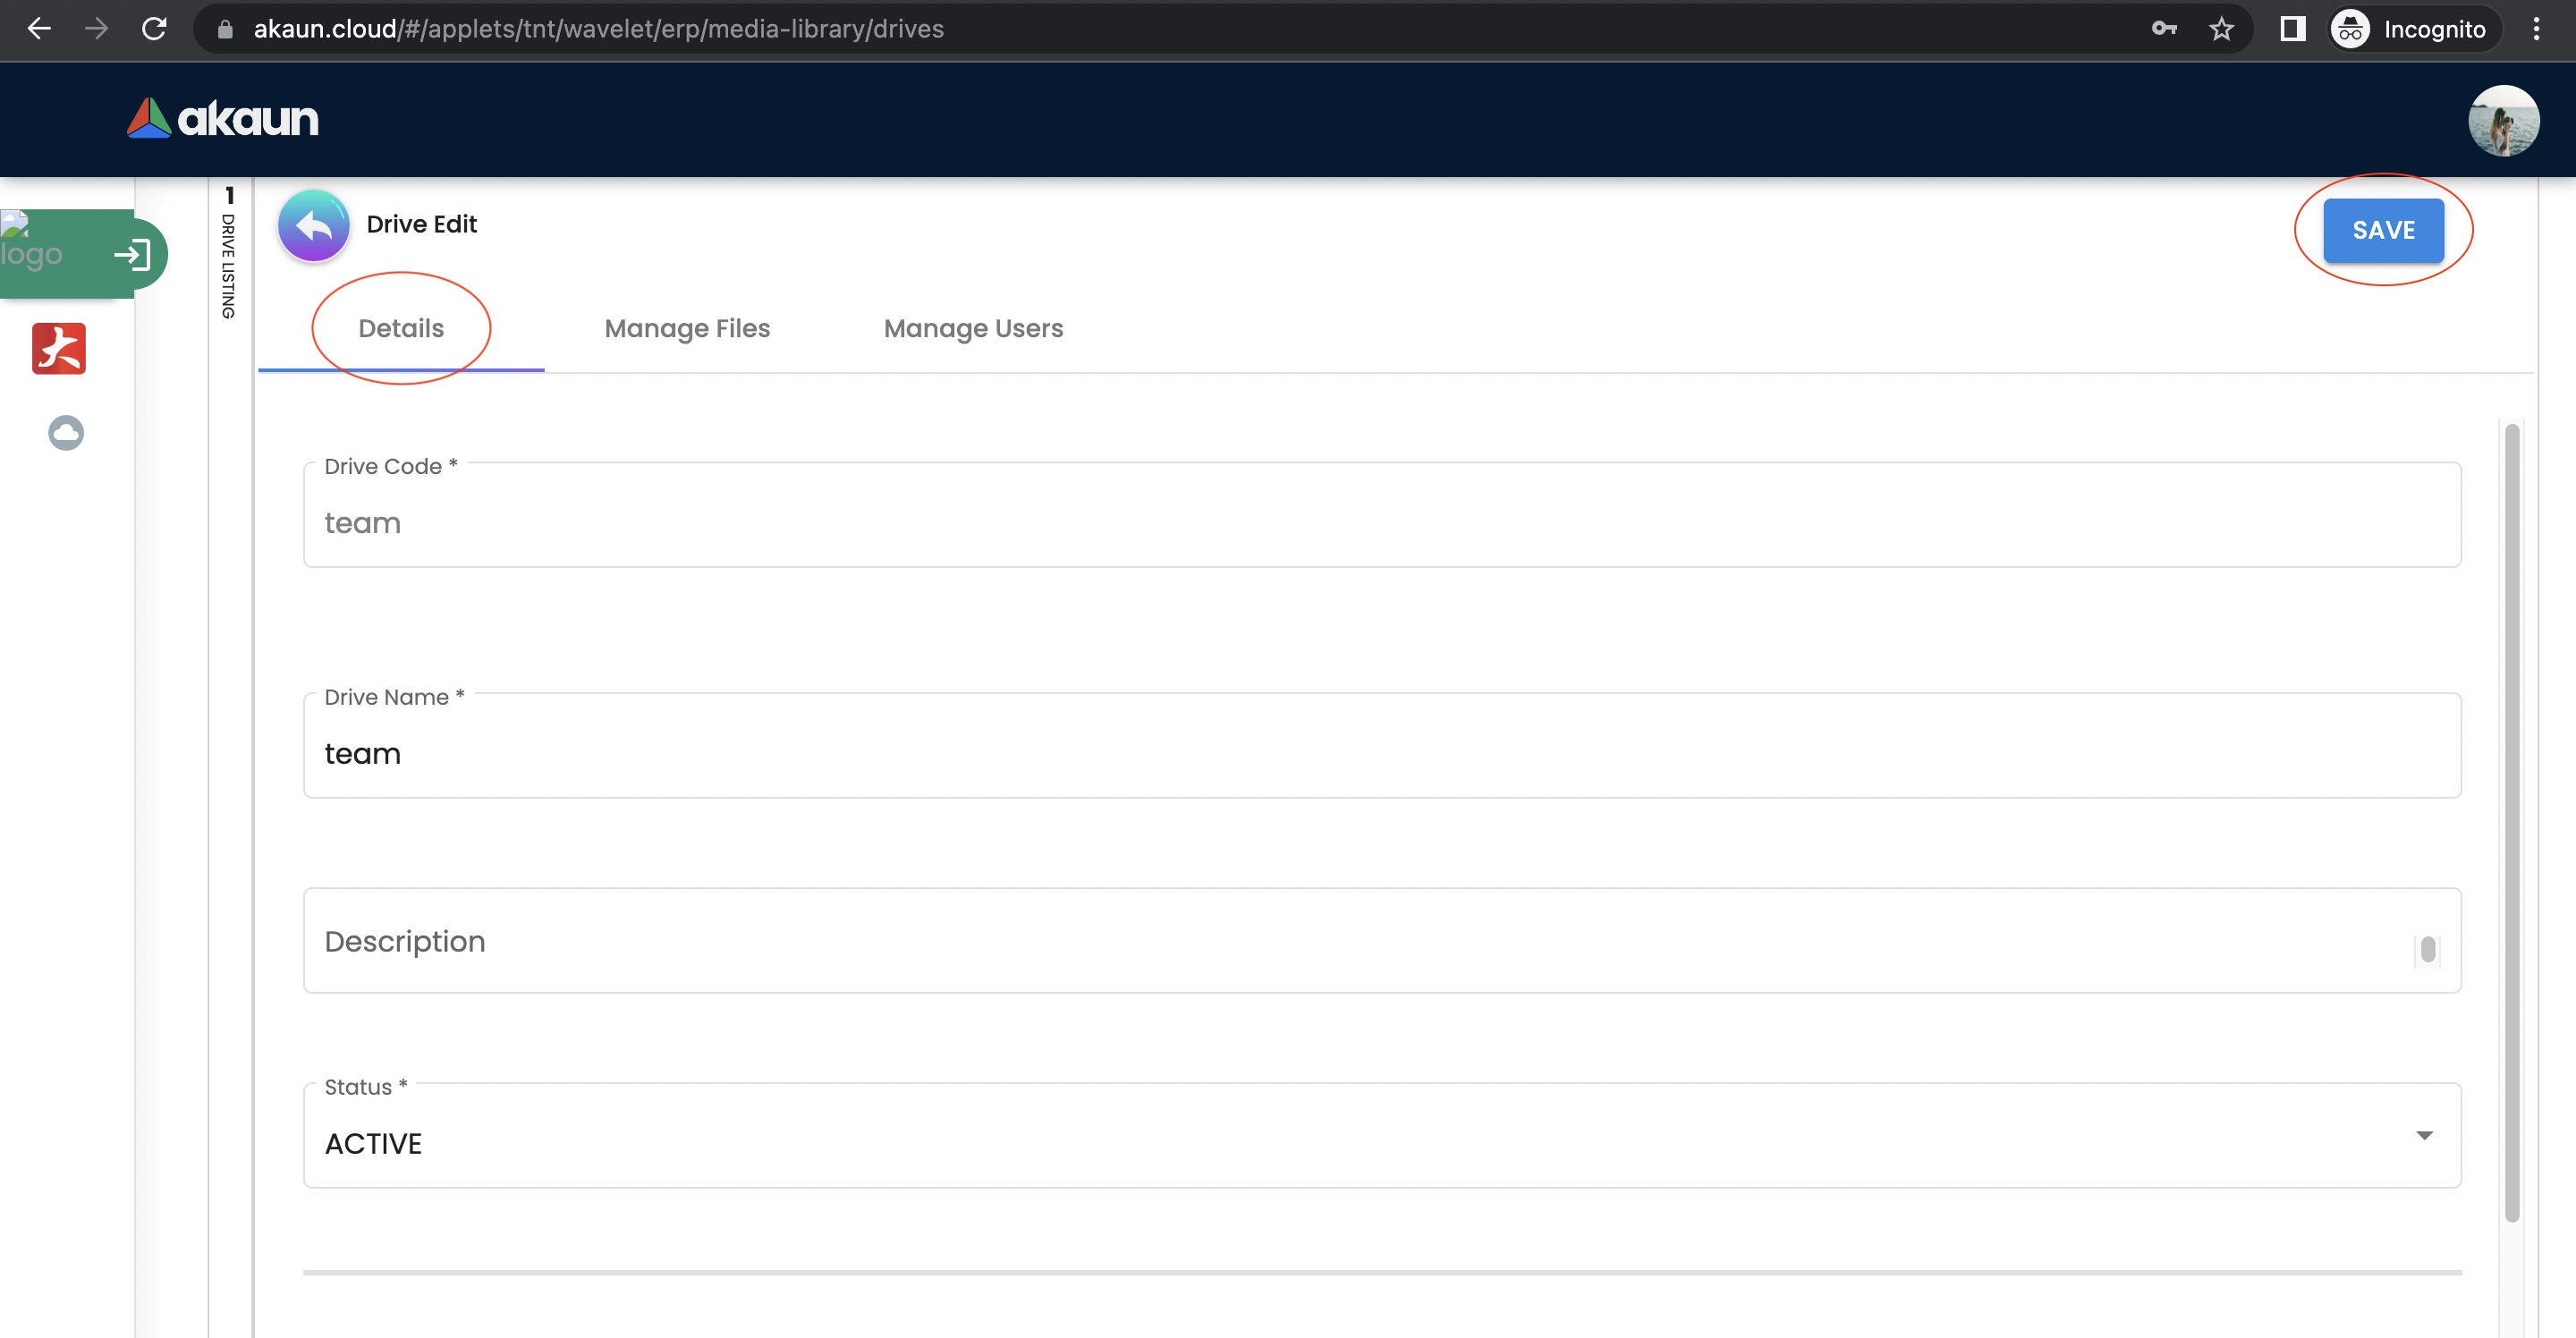 akaun.cloud/#/applets/tnt/wavelet/erp/media-library/drives
Incognito
akaun
logo
1
DRIVE LISTING
Drive Edit
SAVE
Details
Manage Files
Manage Users
Drive Code *
team
Drive Name *
team
Description
Status *
ACTIVE